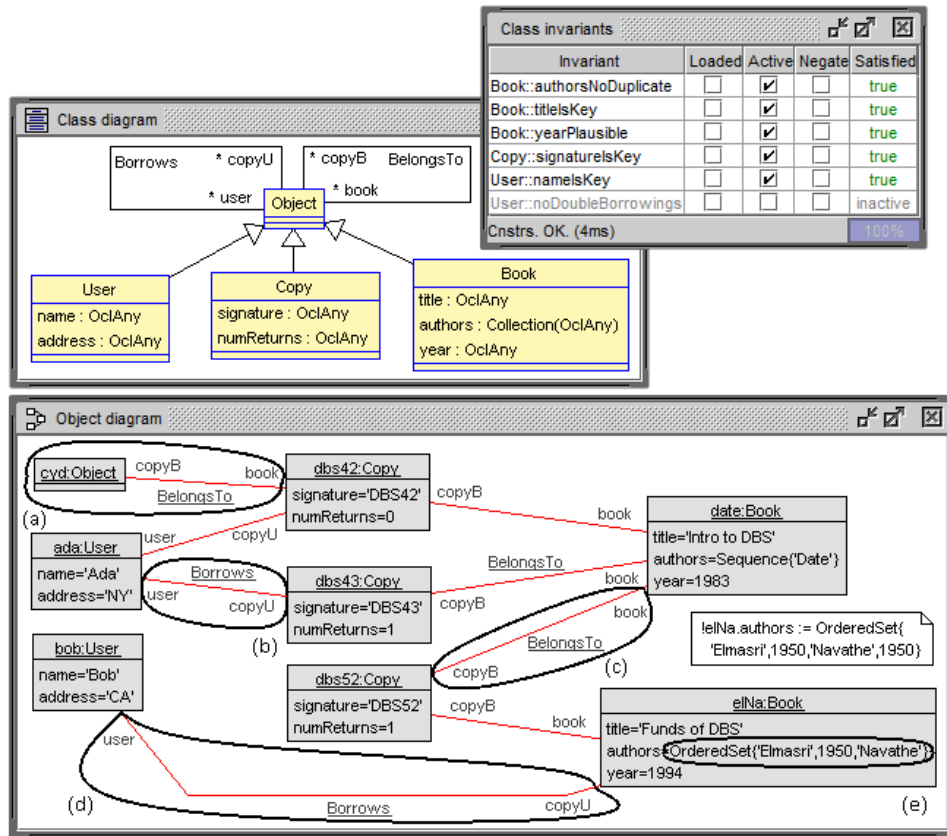 Class invariants
Invariant Loaded Active Negate Satisfied
Book::authorsNoDuplicate true
Book::titleIsKey true
Book::yearPlausible true
Copy::signatureIsKey true
User::nameIsKey true
User::noDoubleBorrowings inactive
Cnstrs. OK. (4ms) 100%
Class diagram
Borrows * copyU * copyB BelongsTo
* user * book
Object
User
name : OclAny
address : OclAny
Copy
signature : OclAny
numReturns : OclAny
Book
title : OclAny
authors : Collection(OclAny)
year : OclAny
Object diagram
cyd:Object
copyB
book
BelongsTo
(a)
dbs42:Copy
signature='DBS42'
numReturns=0
copyB
book
date:Book
title='Intro to DBS'
authors=Sequence{'Date'}
year=1983
user
copyU
ada:User
name='Ada'
address='NY'
Borrows
user
copyU
(b)
dbs43:Copy
signature='DBS43'
numReturns=1
BelongsTo
book
copyB
book
BelongsTo
copyB
(c)
!elNa.authors := OrderedSet{
'Elmasri',1950,'Navathe',1950}
bob:User
name='Bob'
address='CA'
dbs52:Copy
signature='DBS52'
numReturns=1
copyB
book
elNa:Book
title='Funds of DBS'
authors=OrderedSet{'Elmasri',1950,'Navathe'}
year=1994
user
(d)
Borrows
copyU
(e)